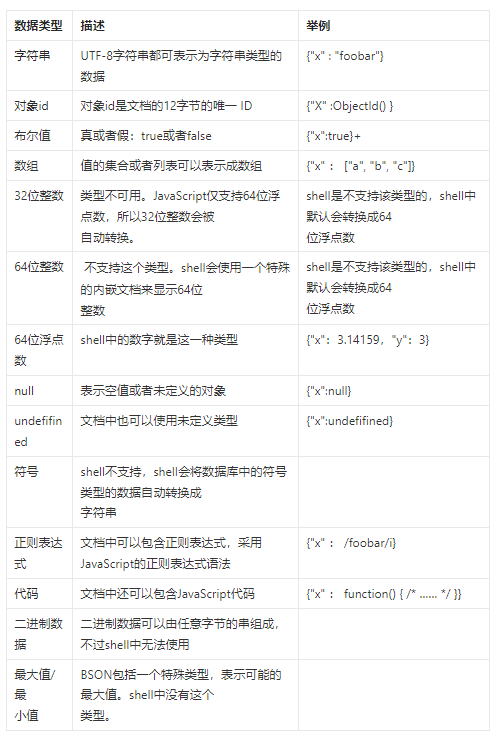 数据类型 描述 举例
字符串 UTF-8字符串都可表示为字符串类型的 {"x" : "foobar"}
数据
对象id 对象id是文档的12字节的唯一 ID {"X" :ObjectId() }
布尔值 真或者假：true或者false {"x":true}+
数组 值的集合或者列表可以表示成数组 {"x" ： ["a", "b", "c"]}
32位整数 类型不可用。JavaScript仅支持64位浮 shell是不支持该类型的，shell中
点数，所以32位整数会被 默认会转换成64
自动转换。 位浮点数
64位整数 不支持这个类型。shell会使用一个特殊 shell是不支持该类型的，shell中
的内嵌文档来显示64位 默认会转换成64
整数 位浮点数
64位浮点 shell中的数字就是这一种类型 {"x"：3.14159，"y"：3}
数
null 表示空值或者未定义的对象 {"x":null}
undefifin 文档中也可以使用未定义类型 {"x":undefifined}
ed
符号 shell不支持，shell会将数据库中的符号
类型的数据自动转换成
字符串
正则表达 文档中可以包含正则表达式，采用 {"x" ： /foobar/i}
式 JavaScript的正则表达式语法
代码 文档中还可以包含JavaScript代码 {"x" ： function() { /* …… */ }}
二进制数 二进制数据可以由任意字节的串组成，
据 不过shell中无法使用
最大值/ BSON包括一个特殊类型，表示可能的
最 最大值。shell中没有这个
小值 类型。